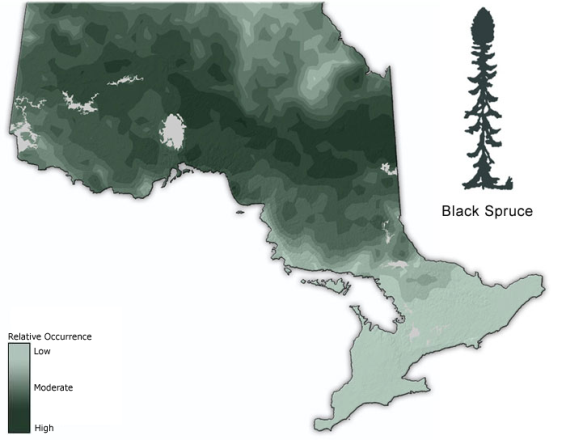 Black Spruce
Relative Occurrence
Low
Moderate
High